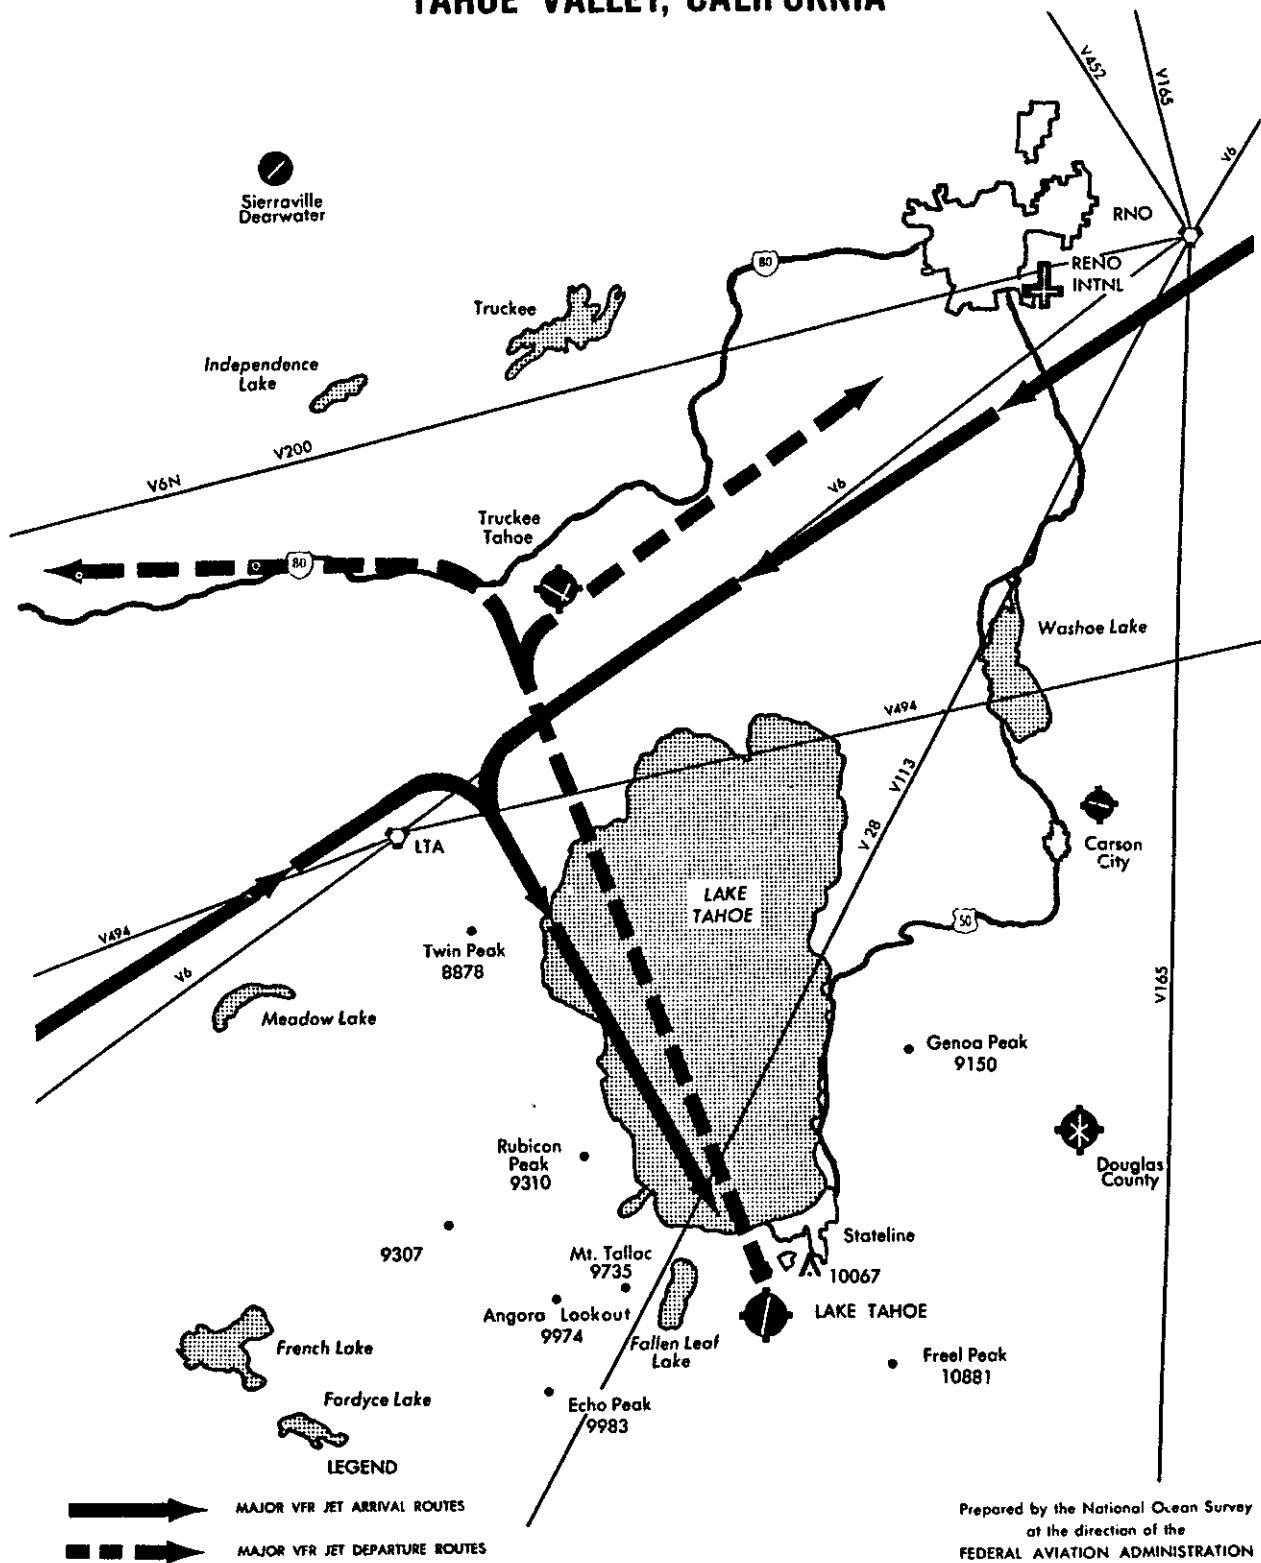 TAHOE VALLEY, CALIFORNIA
V452
V165
V6
Sierraville
Dearwater
RNO
80
RENO
INTNL
Truckee
Independence
Lake
V200
V6N
V6
Truckee
Tahoe
80
Washoe Lake
V494
V113
V 28
Carson
City
LTA
LAKE
TAHOE
50
V494
Twin Peak
8878
V6
V165
Meadow Lake
Genoa Peak
9150
Rubicon
Peak
9310
Douglas
County
9307
Mt. Tallac
9735
Stateline
10067
Angora Lookout
9974
LAKE TAHOE
Fallen Leaf
Lake
French Lake
Freel Peak
10881
Fordyce Lake
Echo Peak
9983
LEGEND
MAJOR VFR JET ARRIVAL ROUTES
MAJOR VFR JET DEPARTURE ROUTES
Prepared by the National Ocean Survey
at the direction of the
FEDERAL AVIATION ADMINISTRATION